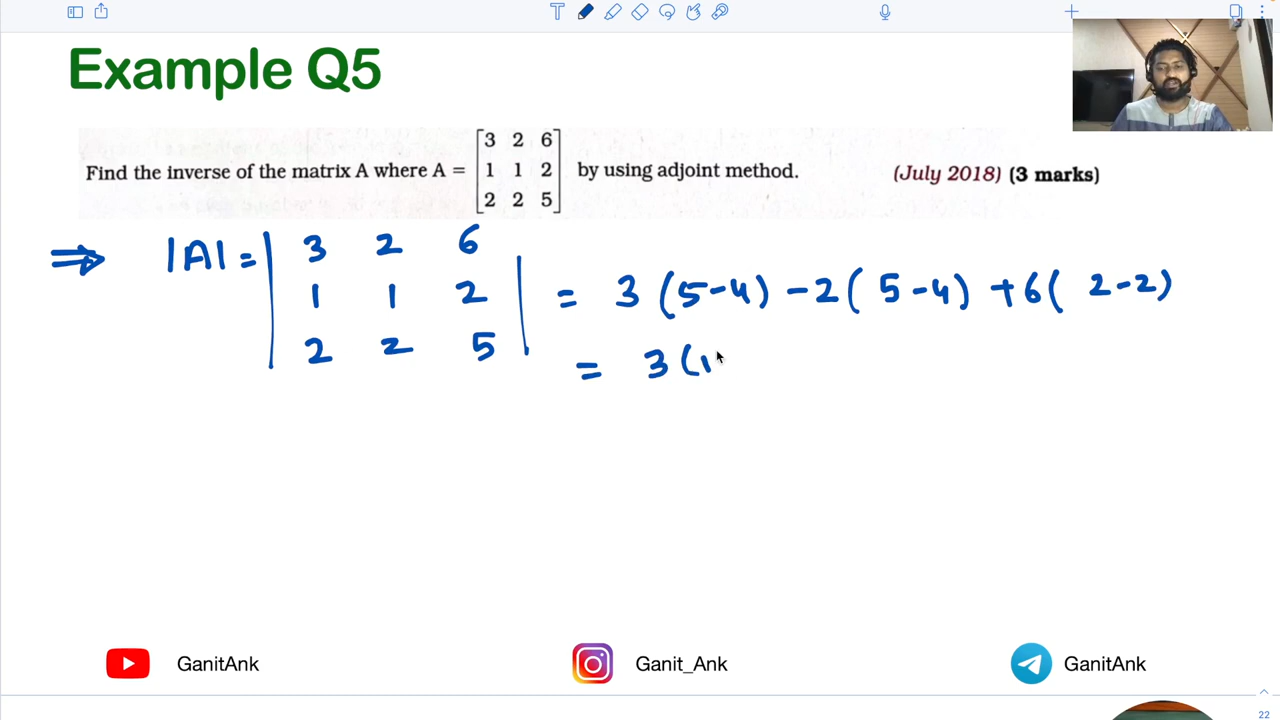 Example Q5
Find the inverse of the matrix A where A = [3 2 6
1 1 2
2 2 5] by using adjoint method. (July 2018) (3 marks)
⇒ |A| = | 3 2 6
1 1 2
2 2 5 | = 3 (5-4) -2 ( 5-4) +6( 2-2)
= 3 (1
GanitAnk Ganit_Ank GanitAnk
22